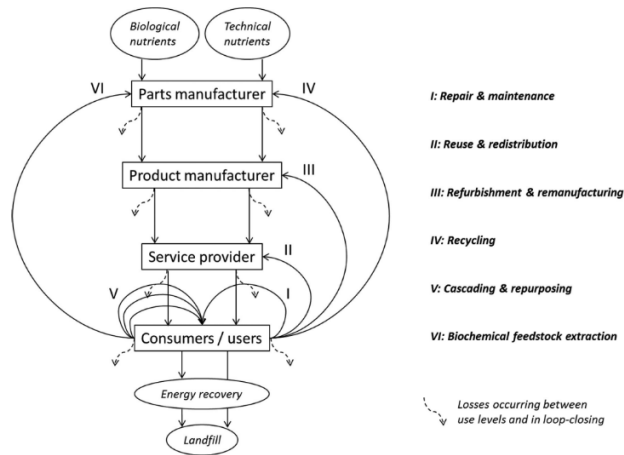 Biological
nutrients
Technical
nutrients
VI
IV
Parts manufacturer
III
Product manufacturer
II
Service provider
V
I
Consumers / users
Energy recovery
Landfill
I: Repair & maintenance
II: Reuse & redistribution
III: Refurbishment & remanufacturing
IV: Recycling
V: Cascading & repurposing
VI: Biochemical feedstock extraction
Losses occurring between
use levels and in loop-closing